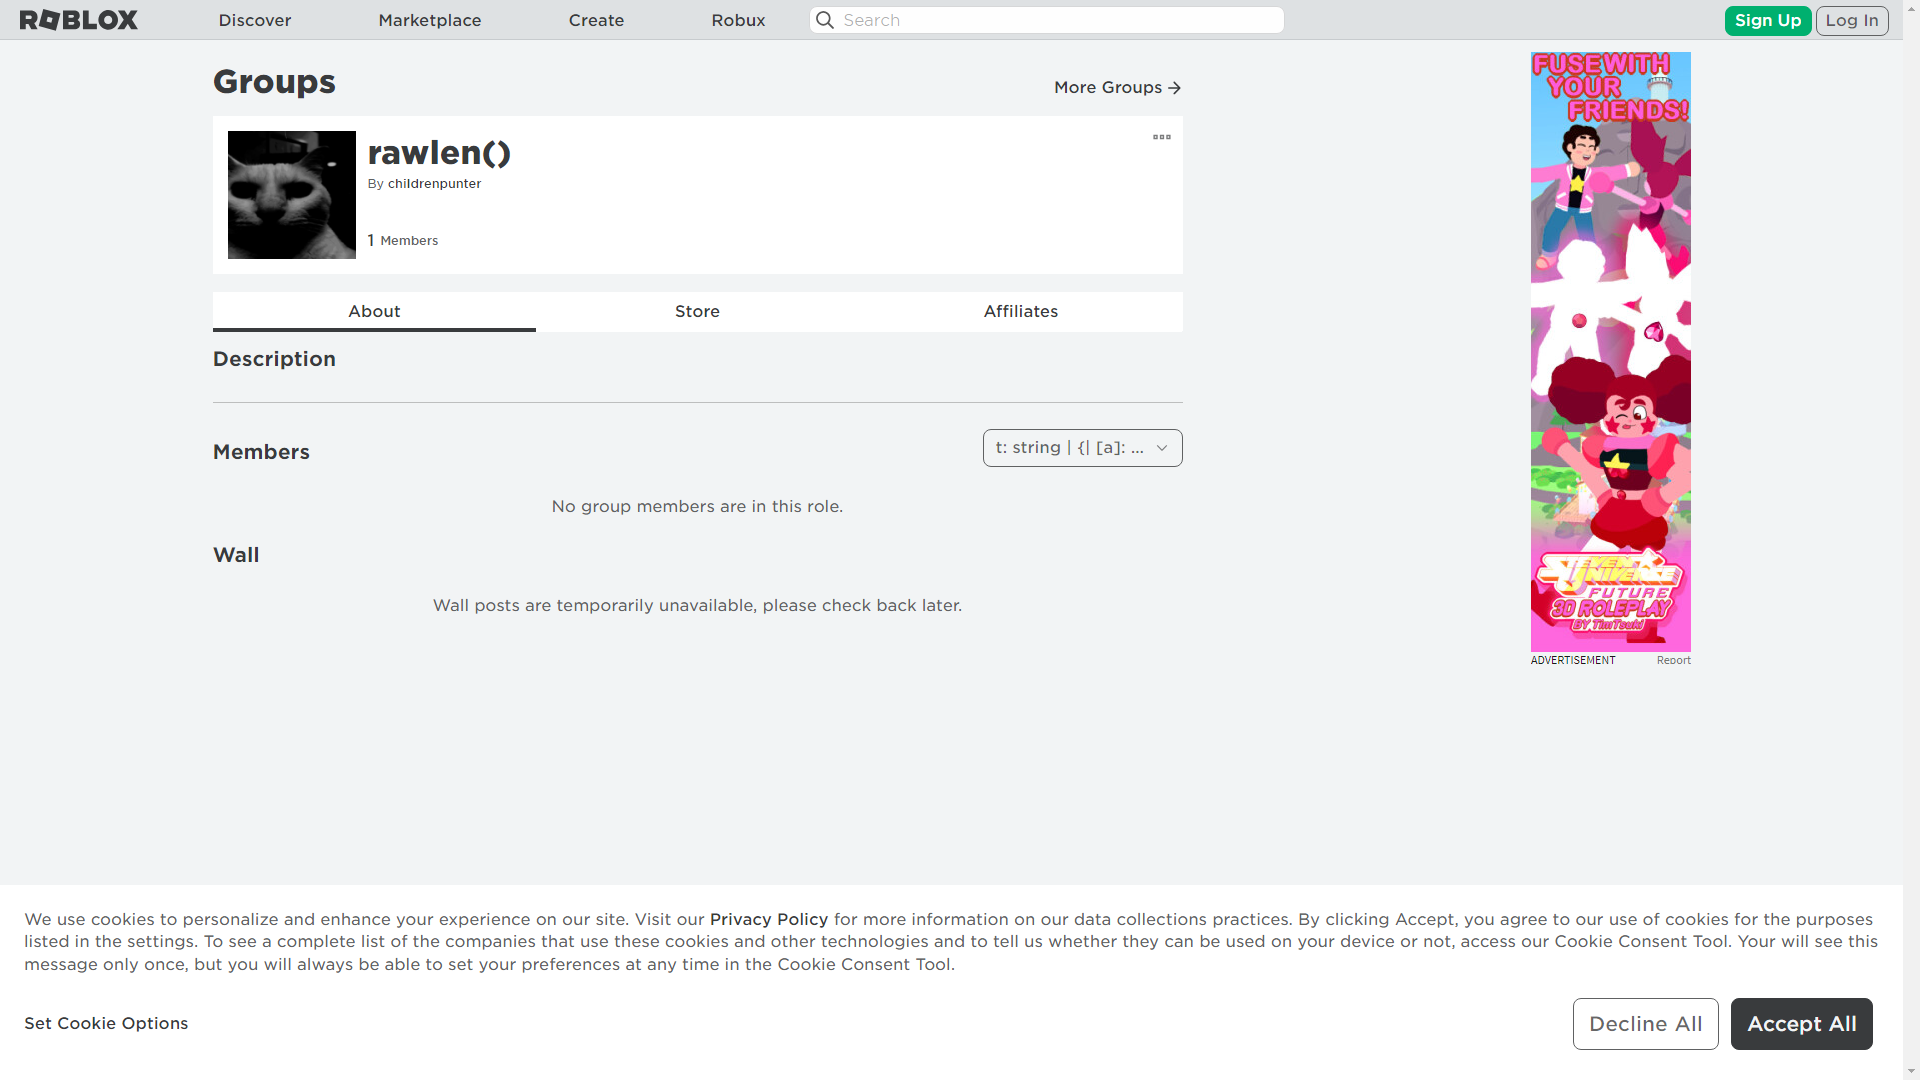 ROBLOX
Discover
Marketplace
Create
Robux
Search
Sign Up
Log In
Groups
More Groups
rawlen()
By childrenpunter
1 Members
About
Store
Affiliates
Description
Members
t: string | {| [a]: ...
No group members are in this role.
Wall
Wall posts are temporarily unavailable, please check back later.
FUSE WITH
YOUR
FRIENDS!
STEVEN
UNIVERSE
FUTURE
3D ROLEPLAY
BY TimTsuki
ADVERTISEMENT
Report
We use cookies to personalize and enhance your experience on our site. Visit our Privacy Policy for more information on our data collections practices. By clicking Accept, you agree to our use of cookies for the purposes
listed in the settings. To see a complete list of the companies that use these cookies and other technologies and to tell us whether they can be used on your device or not, access our Cookie Consent Tool. Your will see this
message only once, but you will always be able to set your preferences at any time in the Cookie Consent Tool.
Set Cookie Options
Decline All
Accept All